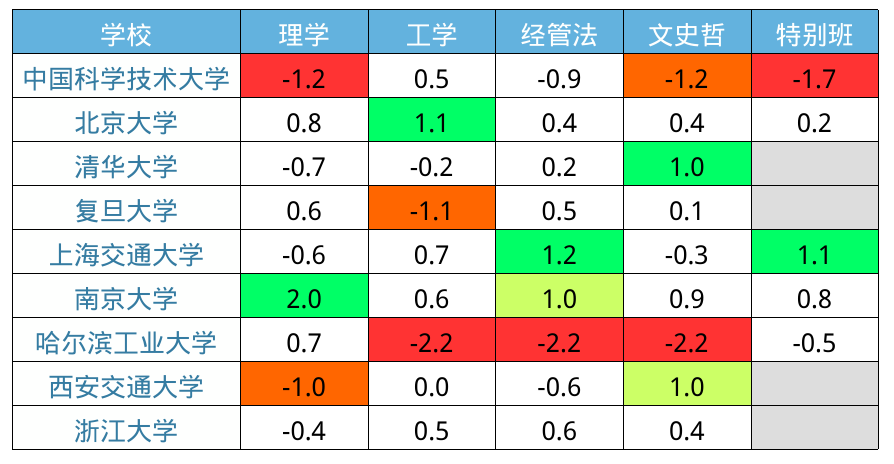 学校 理学 工学 经管法 文史哲 特别班
中国科学技术大学 -1.2 0.5 -0.9 -1.2 -1.7
北京大学 0.8 1.1 0.4 0.4 0.2
清华大学 -0.7 -0.2 0.2 1.0
复旦大学 0.6 -1.1 0.5 0.1
上海交通大学 -0.6 0.7 1.2 -0.3 1.1
南京大学 2.0 0.6 1.0 0.9 0.8
哈尔滨工业大学 0.7 -2.2 -2.2 -2.2 -0.5
西安交通大学 -1.0 0.0 -0.6 1.0
浙江大学 -0.4 0.5 0.6 0.4